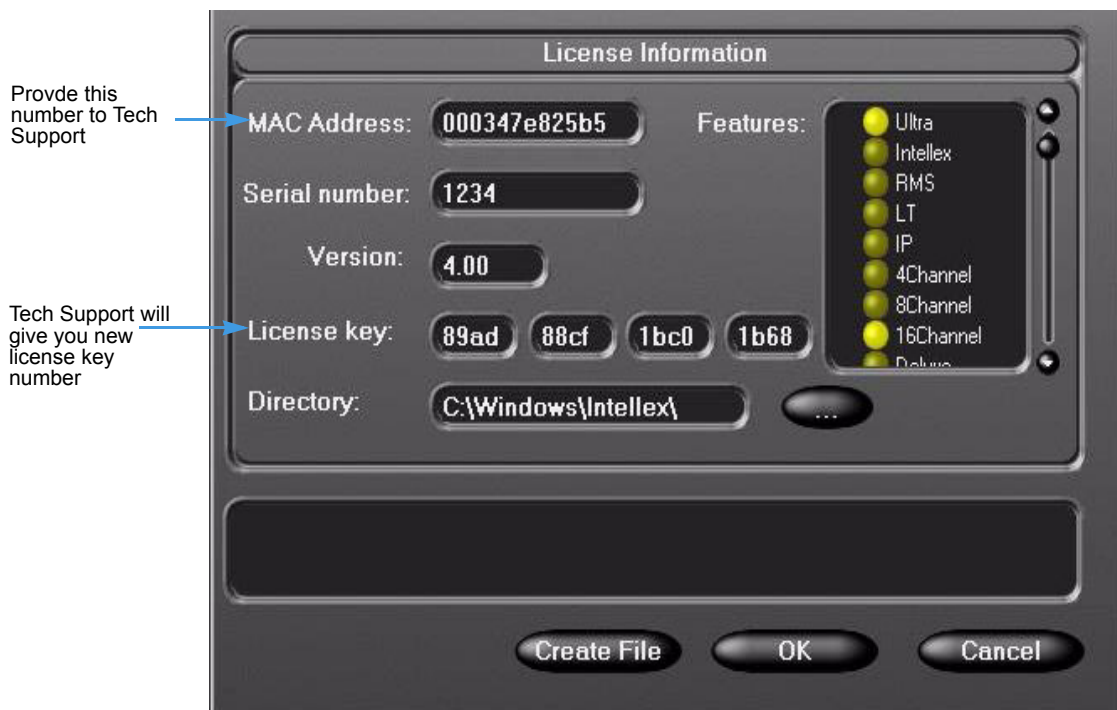 License Information
Provde this
number to Tech
Support
MAC Address:
000347e825b5
Features:
Ultra
Intellex
RMS
LT
IP
4Channel
8Channel
16Channel
Deluxe
Serial number:
1234
Version:
4.00
Tech Support will
give you new
license key
number
License key:
89ad 88cf 1bc0 1b68
Directory:
C:\Windows\Intellex\
...
Create File
OK
Cancel